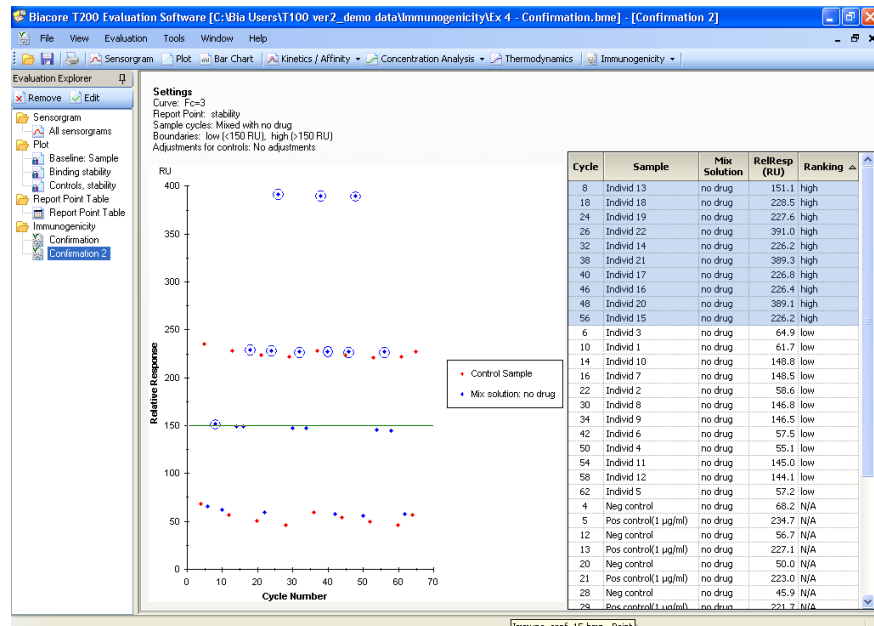 Biacore T200 Evaluation Software [C:\Bia Users\T100 ver2_demo data\Immunogenicity\Ex 4 - Confirmation.bme] - [Confirmation 2]
File View Evaluation Tools Window Help
Sensorgram Plot Bar Chart Kinetics / Affinity Concentration Analysis Thermodynamics Immunogenicity
Evaluation Explorer
Remove Edit
Sensorgram
All sensorgrams
Plot
Baseline: Sample
Binding stability
Controls, stability
Report Point Table
Report Point Table
Immunogenicity
Confirmation
Confirmation 2
Settings
Curve: Fc=3
Report Point: stability
Sample cycles: Mixed with no drug
Boundaries: low (<150 RU), high (>150 RU)
Adjustments for controls: No adjustments
RU
400
350
300
250
200
150
100
50
0
0 10 20 30 40 50 60 70
Relative Response
Cycle Number
Control Sample
Mix solution: no drug
Cycle Sample Mix Solution RelResp (RU) Ranking
8 Individ 13 no drug 151.1 high
18 Individ 18 no drug 228.5 high
24 Individ 19 no drug 227.6 high
26 Individ 22 no drug 391.0 high
32 Individ 14 no drug 226.2 high
38 Individ 21 no drug 389.3 high
40 Individ 17 no drug 226.8 high
46 Individ 16 no drug 226.4 high
48 Individ 20 no drug 389.1 high
56 Individ 15 no drug 226.2 high
6 Individ 3 no drug 64.9 low
10 Individ 1 no drug 61.7 low
14 Individ 10 no drug 148.8 low
16 Individ 7 no drug 148.5 low
22 Individ 2 no drug 58.6 low
30 Individ 8 no drug 146.8 low
34 Individ 9 no drug 146.5 low
42 Individ 6 no drug 57.5 low
50 Individ 4 no drug 55.1 low
54 Individ 11 no drug 145.0 low
58 Individ 12 no drug 144.1 low
62 Individ 5 no drug 57.2 low
4 Neg control no drug 68.2 N/A
5 Pos control(1 µg/ml) no drug 234.7 N/A
12 Neg control no drug 56.7 N/A
13 Pos control(1 µg/ml) no drug 227.1 N/A
20 Neg control no drug 50.0 N/A
21 Pos control(1 µg/ml) no drug 223.0 N/A
28 Neg control no drug 45.9 N/A
29 Pos control(1 µg/ml) no drug 221.7 N/A